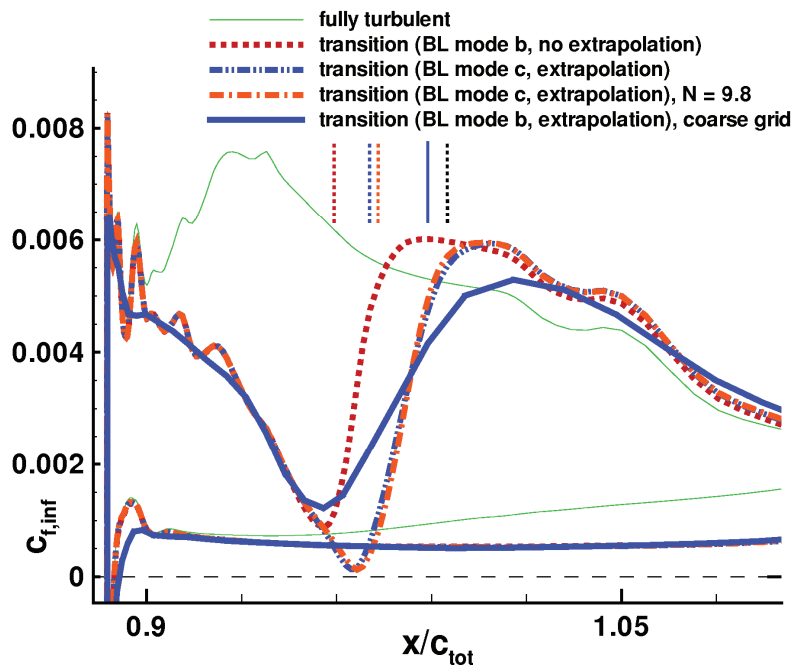 fully turbulent
transition (BL mode b, no extrapolation)
transition (BL mode c, extrapolation)
transition (BL mode c, extrapolation), N = 9.8
transition (BL mode b, extrapolation), coarse grid
0.008
0.006
0.004
0.002
0
c_f,inf
0.9
1.05
x/c_tot